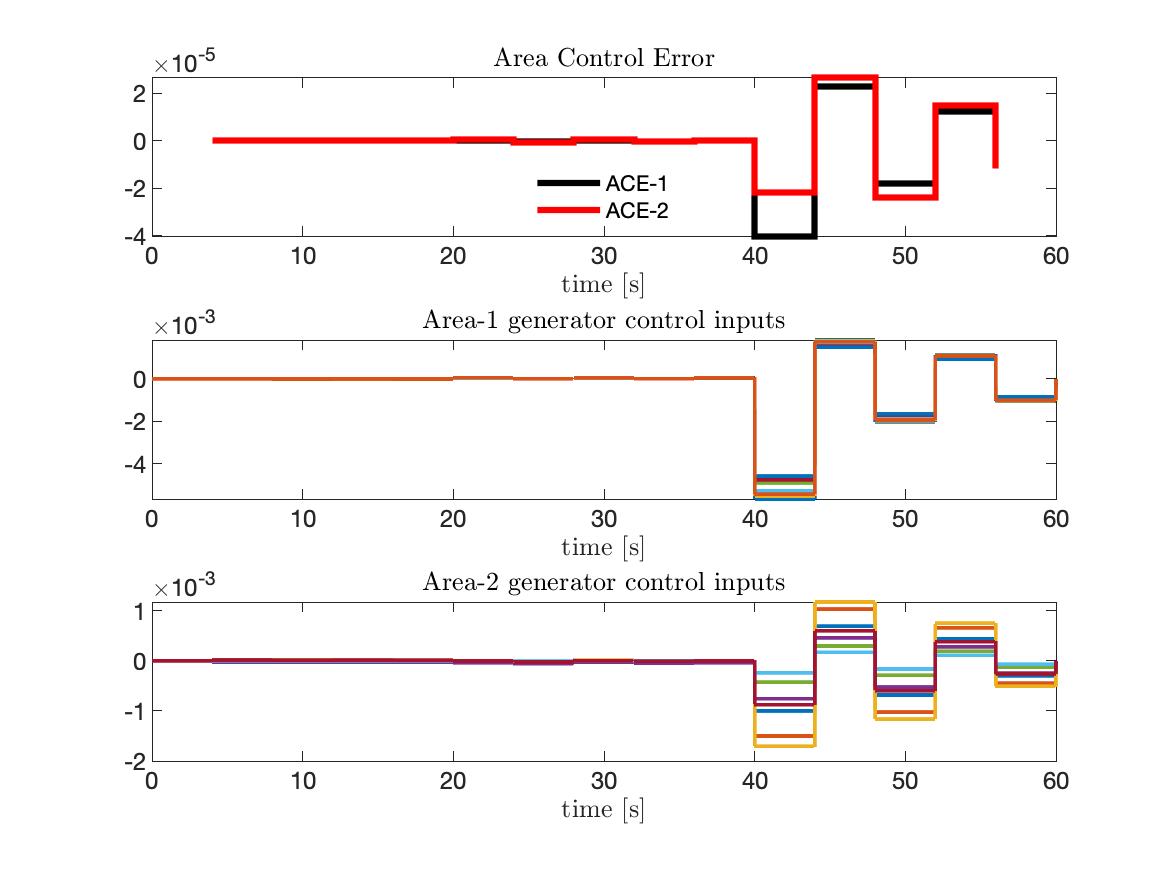 ×10-5
Area Control Error
2
0
-2
-4
ACE-1
ACE-2
0 10 20 30 40 50 60
time [s]
×10-3
Area-1 generator control inputs
0
-2
-4
0 10 20 30 40 50 60
time [s]
×10-3
Area-2 generator control inputs
1
0
-1
-2
0 10 20 30 40 50 60
time [s]